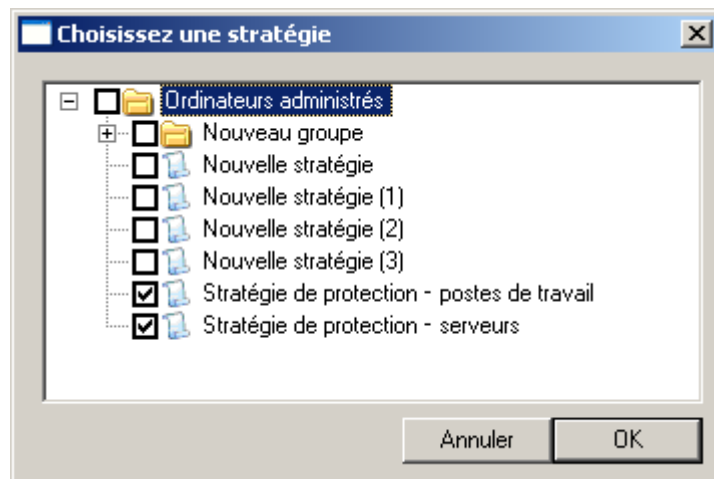 Choisissez une stratégie
Ordinateurs administrés
Nouveau groupe
Nouvelle stratégie
Nouvelle stratégie (1)
Nouvelle stratégie (2)
Nouvelle stratégie (3)
Stratégie de protection - postes de travail
Stratégie de protection - serveurs
Annuler
OK